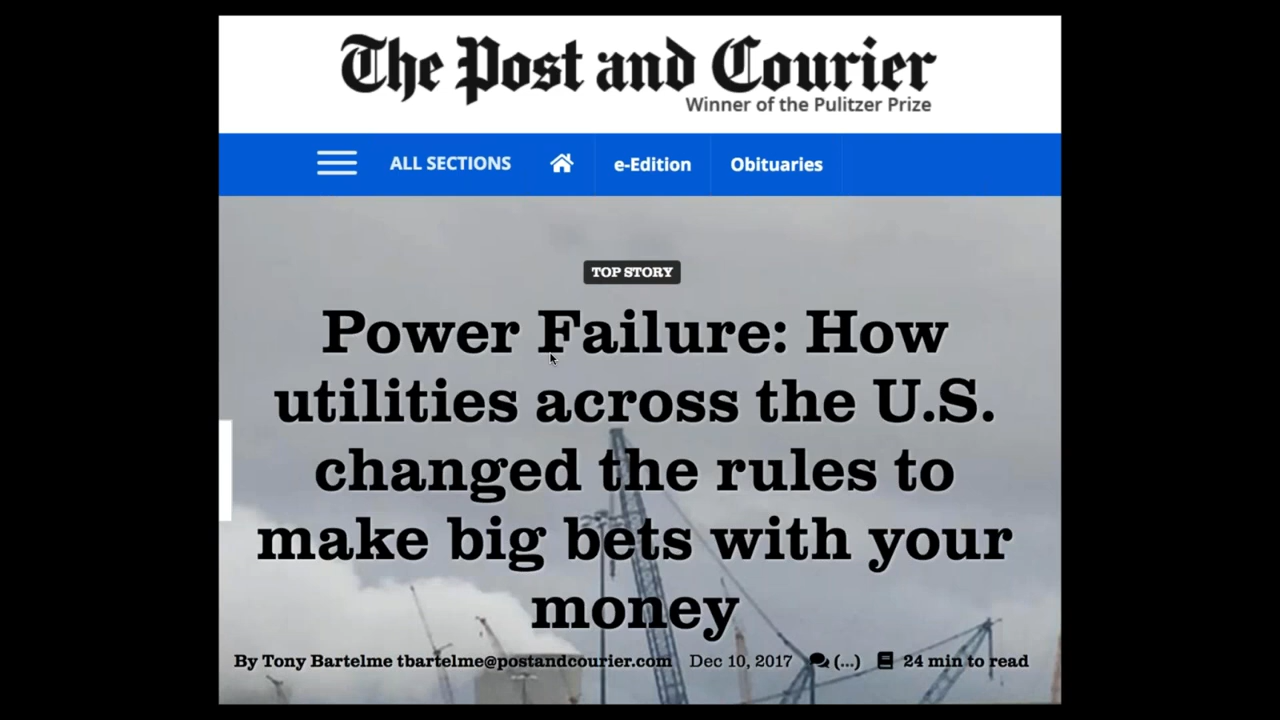 The Post and Courier
Winner of the Pulitzer Prize
ALL SECTIONS e-Edition Obituaries
TOP STORY
Power Failure: How
utilities across the U.S.
changed the rules to
make big bets with your
money
By Tony Bartelme tbartelme@postandcourier.com Dec 10, 2017 (...) 24 min to read